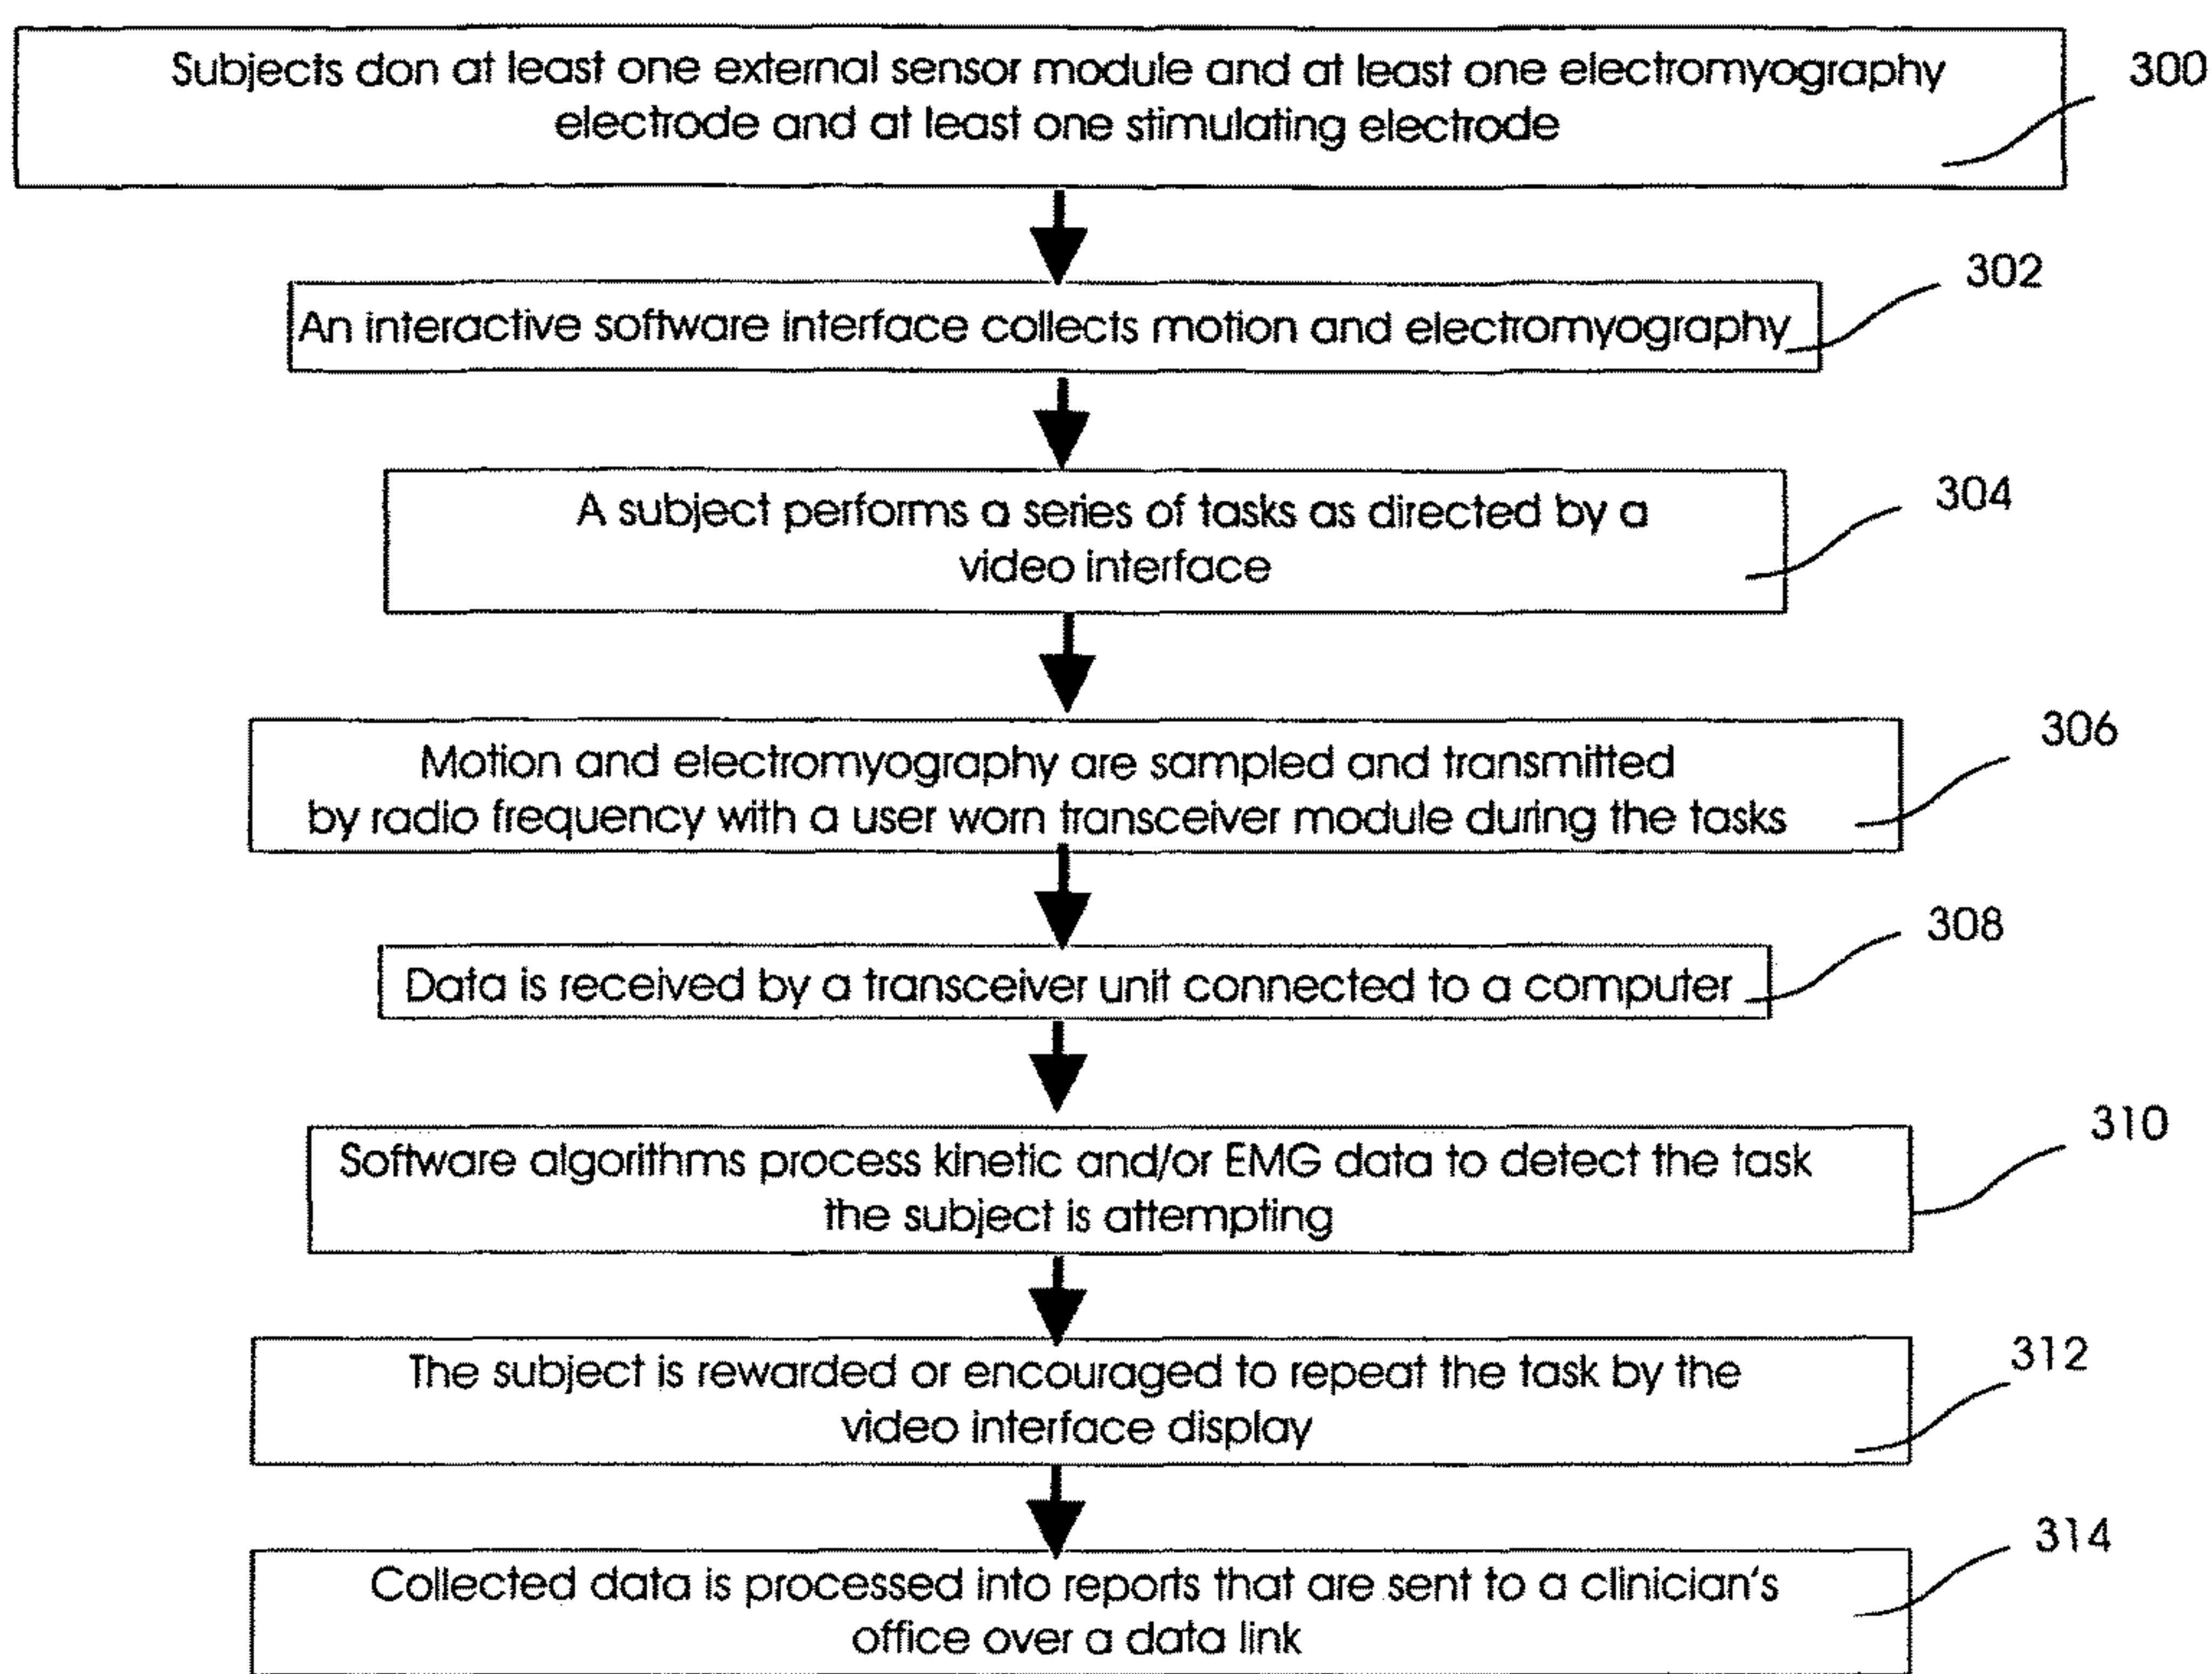 Subjects don at least one external sensor module and at least one electromyography
electrode and at least one stimulating electrode
300
302
An interactive software interface collects motion and electromyography
304
A subject performs a series of tasks as directed by a
video interface
306
Motion and electromyography are sampled and transmitted
by radio frequency with a user worn transceiver module during the tasks
308
Data is received by a transceiver unit connected to a computer
310
Software algorithms process kinetic and/or EMG data to detect the task
the subject is attempting
312
The subject is rewarded or encouraged to repeat the task by the
video interface display
314
Collected data is processed into reports that are sent to a clinician's
office over a data link